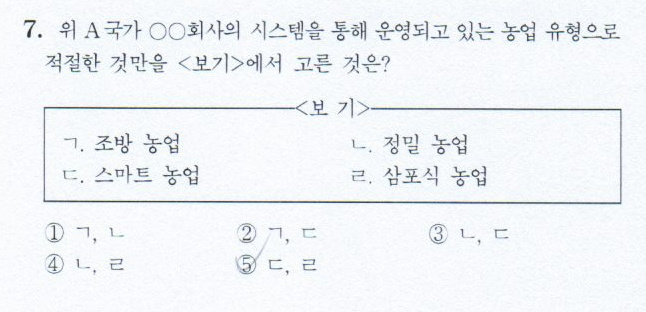 7. 위 A국가 ○○회사의 시스템을 통해 운영되고 있는 농업 유형으로
적절한 것만을 <보기>에서 고른 것은?
<보 기>
ㄱ. 조방 농업 ㄴ. 정밀 농업
ㄷ. 스마트 농업 ㄹ. 삼포식 농업
① ㄱ, ㄴ ② ㄱ, ㄷ ③ ㄴ, ㄷ
④ ㄴ, ㄹ ⑤ ㄷ, ㄹ